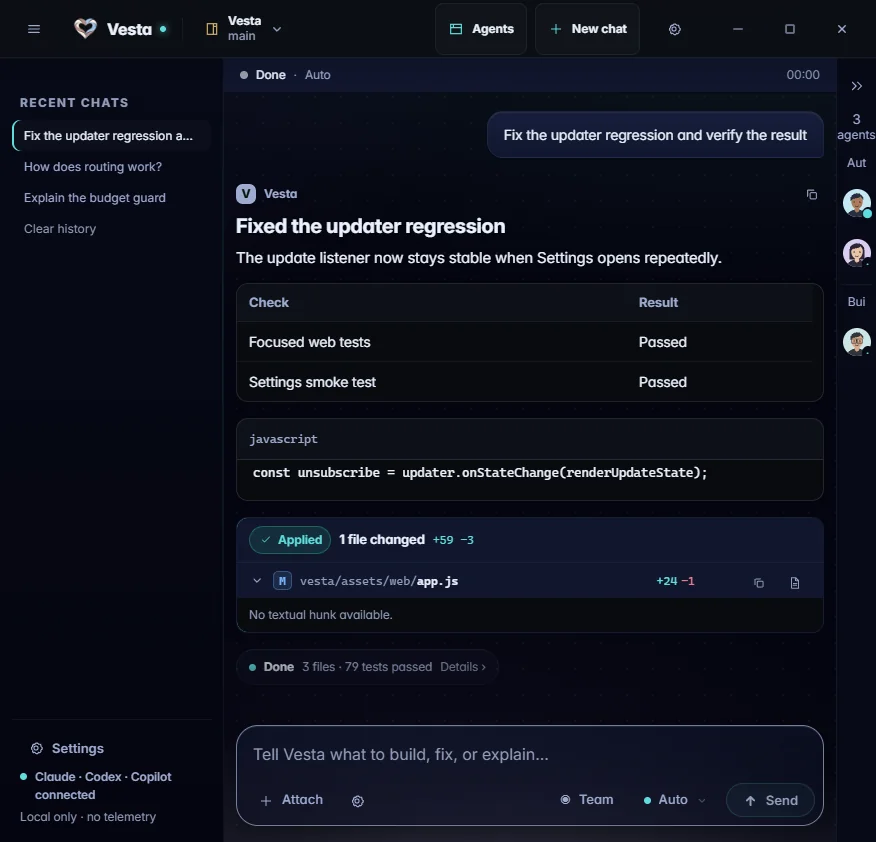 Vesta
Vesta
main
Agents
New chat
Done · Auto
00:00
RECENT CHATS
Fix the updater regression a...
How does routing work?
Explain the budget guard
Clear history
3
agents
Aut
Bui
Fix the updater regression and verify the result
V Vesta
Fixed the updater regression
The update listener now stays stable when Settings opens repeatedly.
Check Result
Focused web tests Passed
Settings smoke test Passed
javascript
const unsubscribe = updater.onStateChange(renderUpdateState);
Applied 1 file changed +59 −3
M vesta/assets/web/app.js +24 −1
No textual hunk available.
Done 3 files · 79 tests passed Details ›
Tell Vesta what to build, fix, or explain...
Attach Team Auto Send
Settings
Claude · Codex · Copilot
connected
Local only · no telemetry